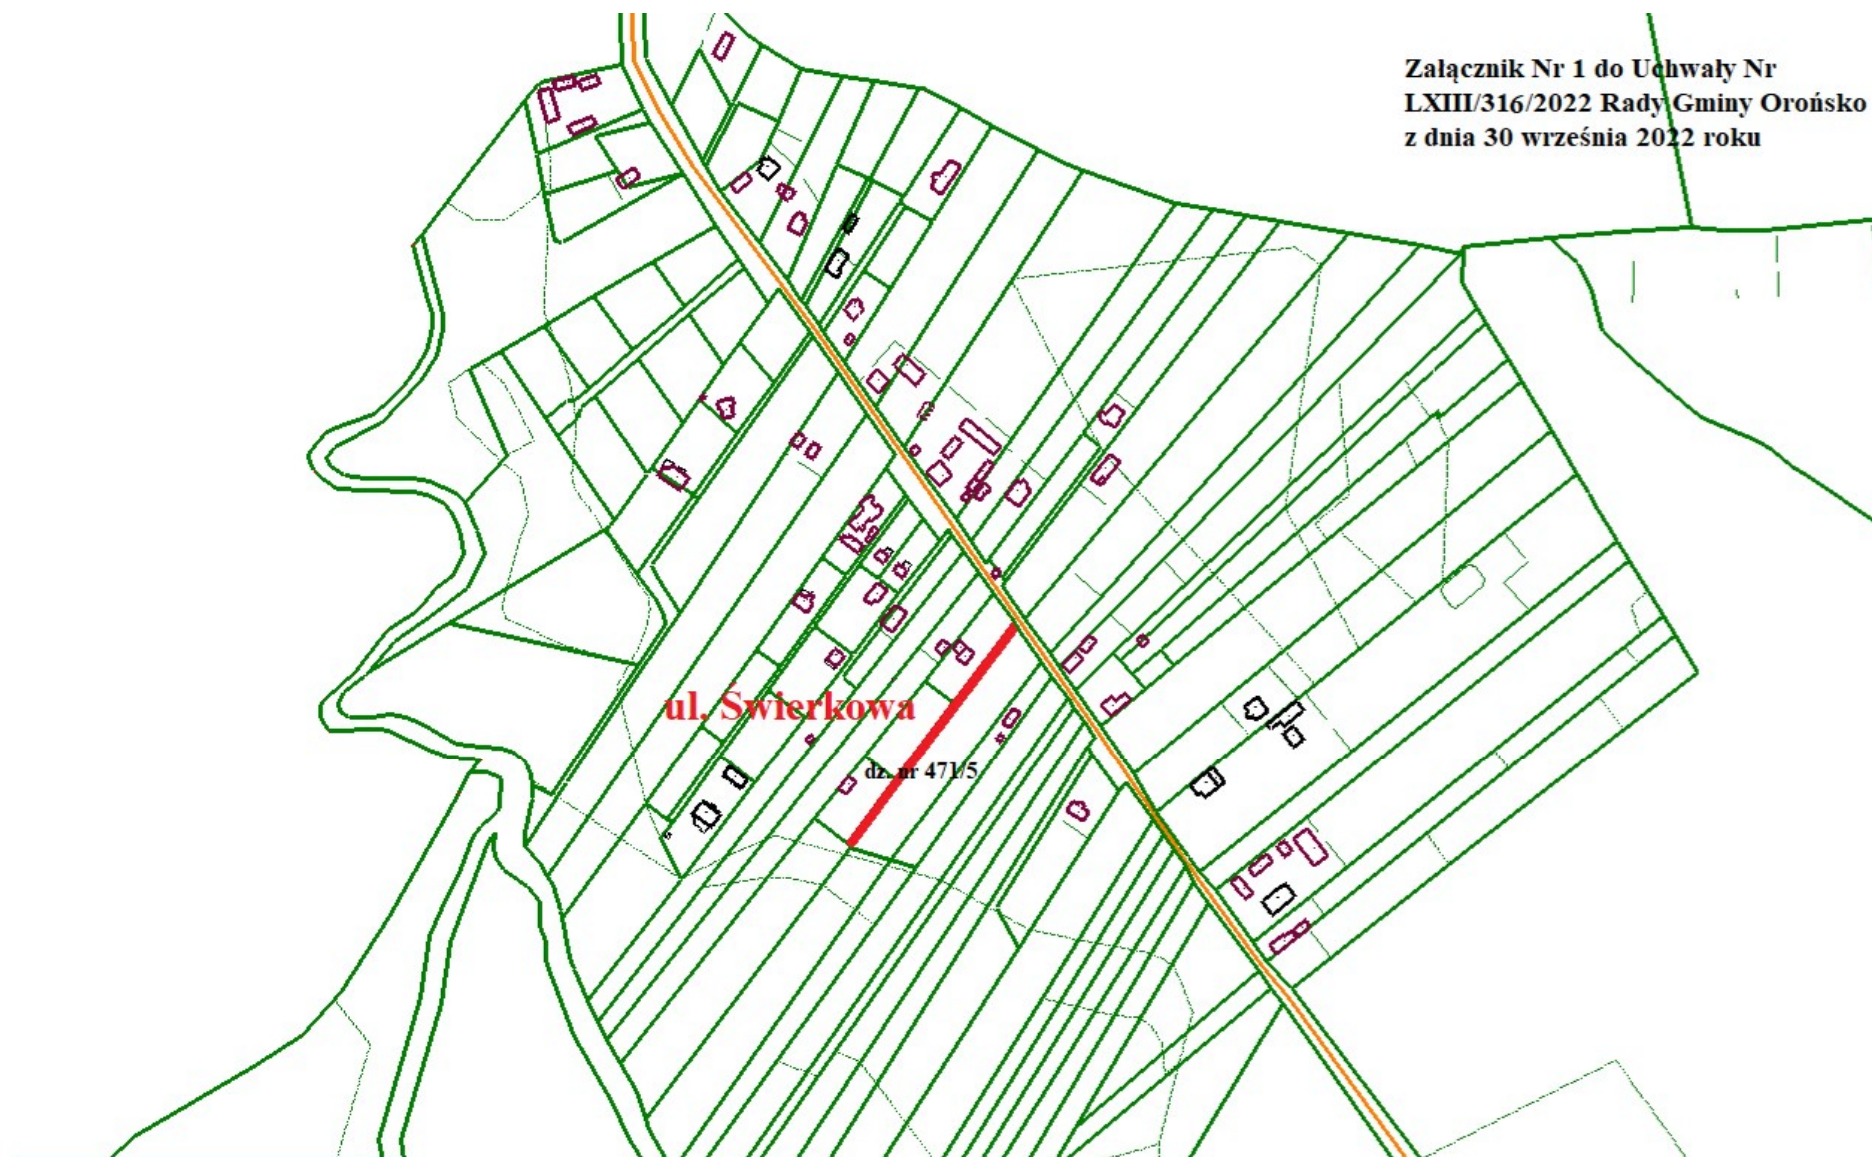 Załącznik Nr 1 do Uchwały Nr
LXIII/316/2022 Rady Gminy Orońsko
z dnia 30 września 2022 roku
ul. Świerkowa
dz. nr 471/5